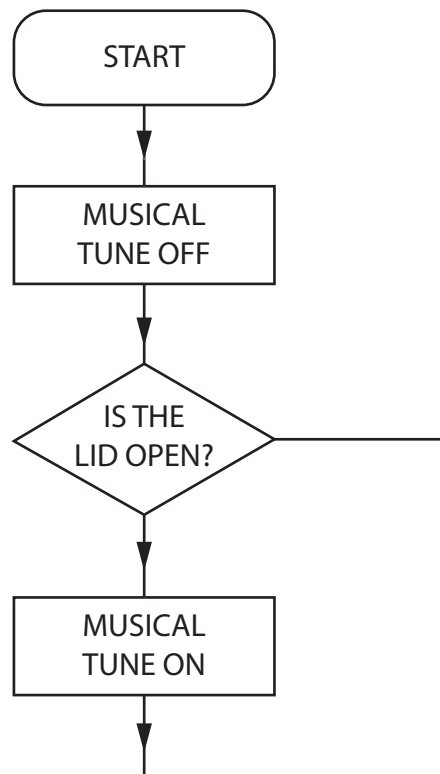 START
MUSICAL
TUNE OFF
IS THE
LID OPEN?
MUSICAL
TUNE ON